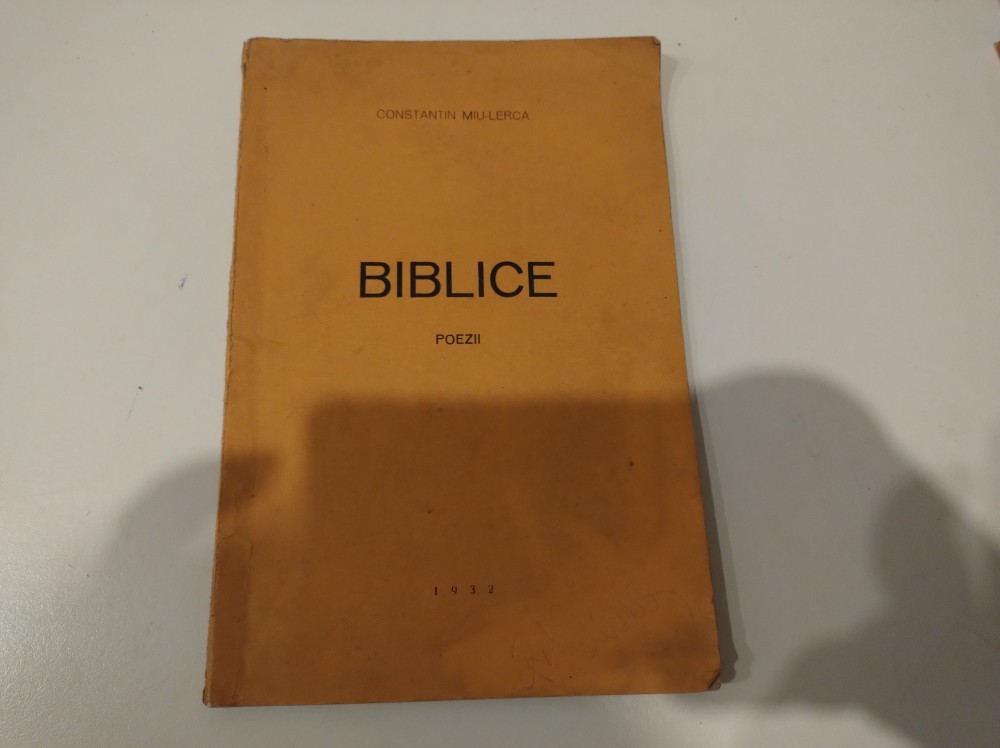 CONSTANTIN MIU-LERCA
BIBLICE
POEZII
1932